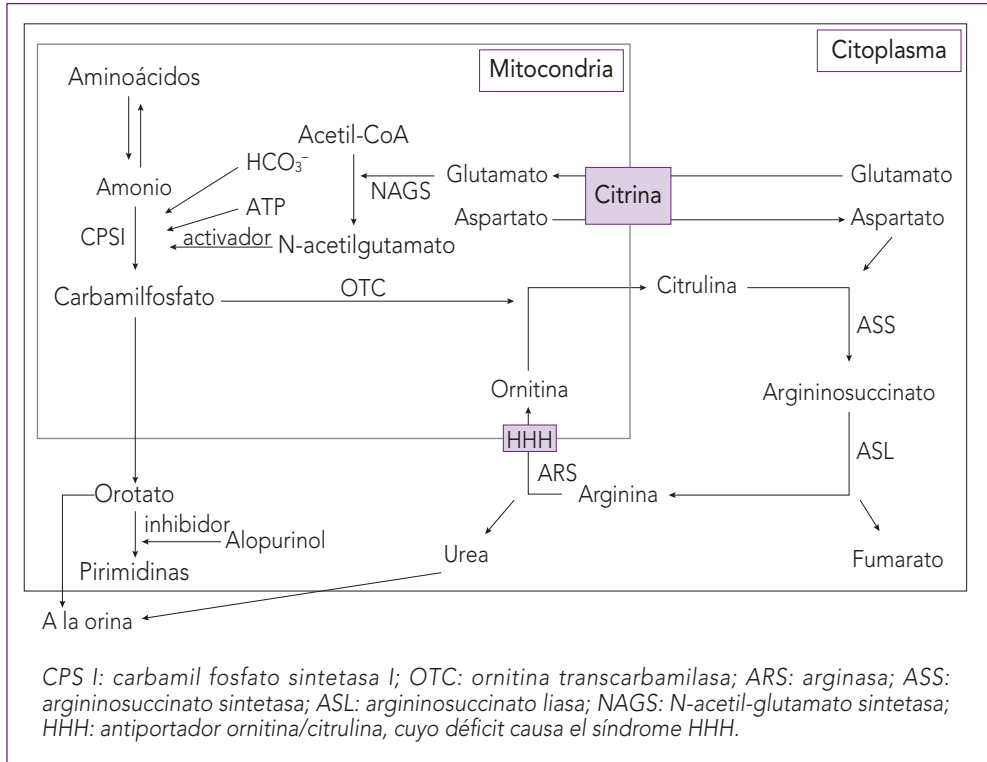 Citoplasma
Mitocondria
Aminoácidos
Acetil-CoA
HCO₃⁻
Glutamato
Citrina
Glutamato
Amonio
NAGS
ATP
Aspartato
Aspartato
CPSI
activador
N-acetilgutamato
Carbamilfosfato
OTC
Citrulina
ASS
Ornitina
Argininosuccinato
HHH
ASL
ARS
Orotato
Arginina
inhibidor
Alopurinol
Urea
Fumarato
Pirimidinas
A la orina
CPS I: carbamil fosfato sintetasa I; OTC: ornitina transcarbamilasa; ARS: arginasa; ASS:
argininosuccinato sintetasa; ASL: argininosuccinato liasa; NAGS: N-acetil-glutamato sintetasa;
HHH: antiportador ornitina/citrulina, cuyo déficit causa el síndrome HHH.